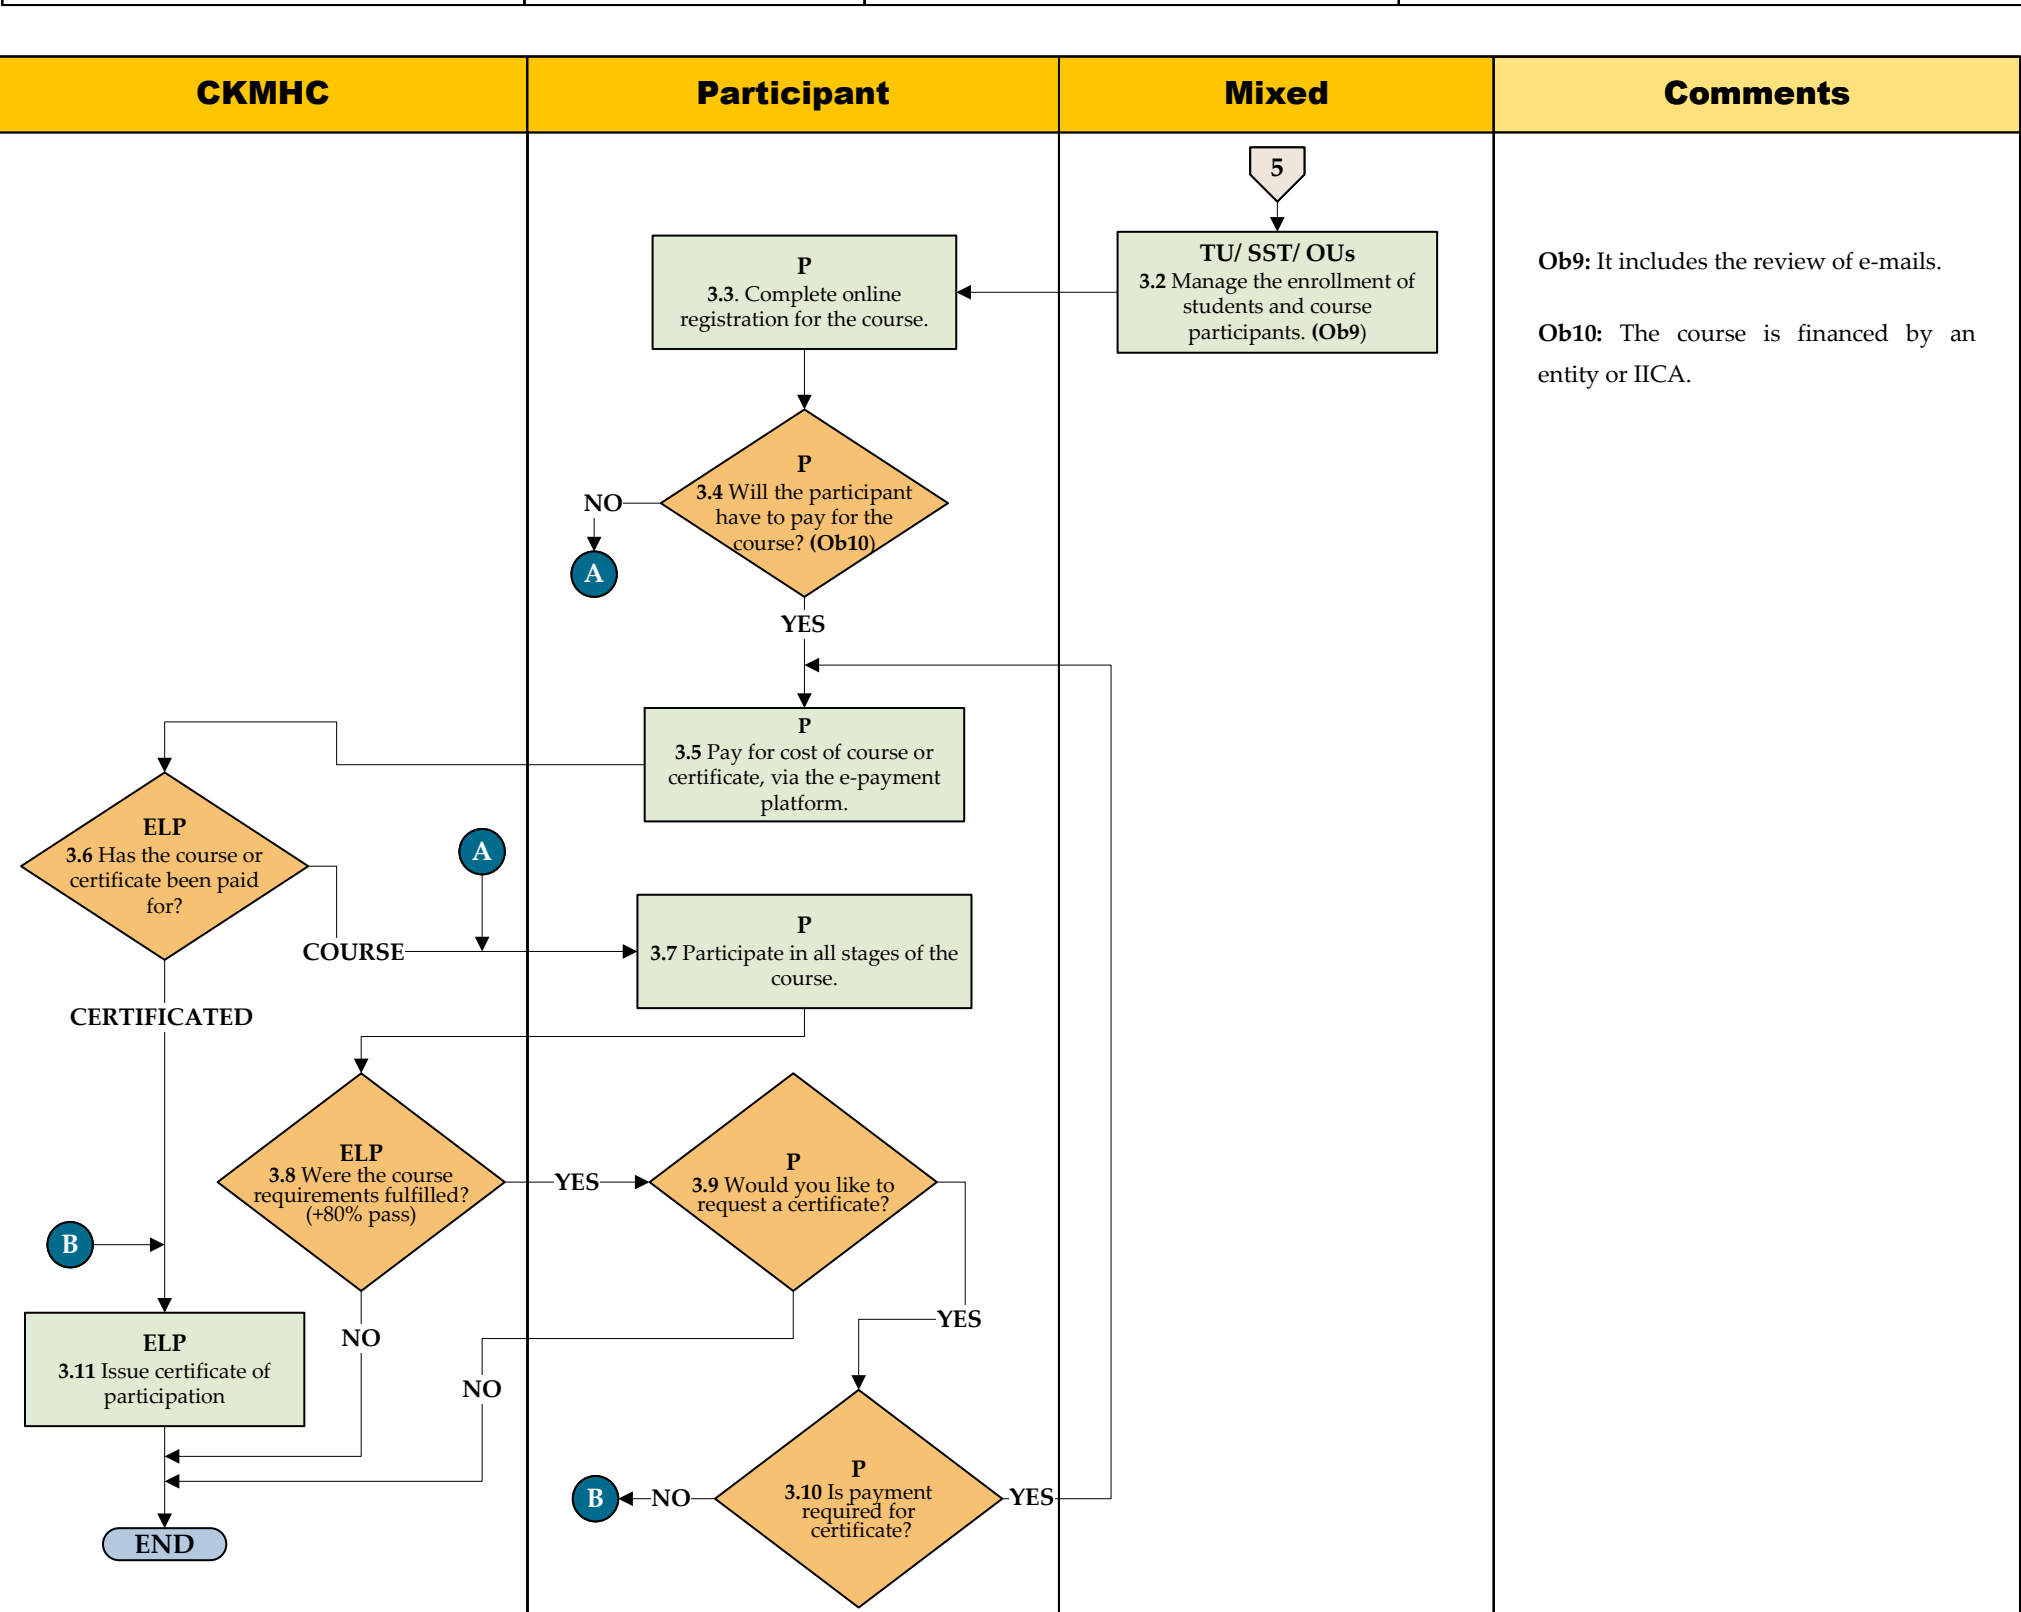 CKMHC
Participant
Mixed
Comments
5
TU/ SST/ OUs
3.2 Manage the enrollment of
students and course
participants. (Ob9)
P
3.3. Complete online
registration for the course.
Ob9: It includes the review of e-mails.
Ob10: The course is financed by an
entity or IICA.
P
3.4 Will the participant
have to pay for the
course? (Ob10)
NO
A
YES
P
3.5 Pay for cost of course or
certificate, via the e-payment
platform.
ELP
3.6 Has the course or
certificate been paid
for?
A
COURSE
P
3.7 Participate in all stages of the
course.
CERTIFICATED
ELP
3.8 Were the course
requirements fulfilled?
(+80% pass)
YES
P
3.9 Would you like to
request a certificate?
B
YES
NO
ELP
3.11 Issue certificate of
participation
NO
P
3.10 Is payment
required for
certificate?
B
NO
YES
END